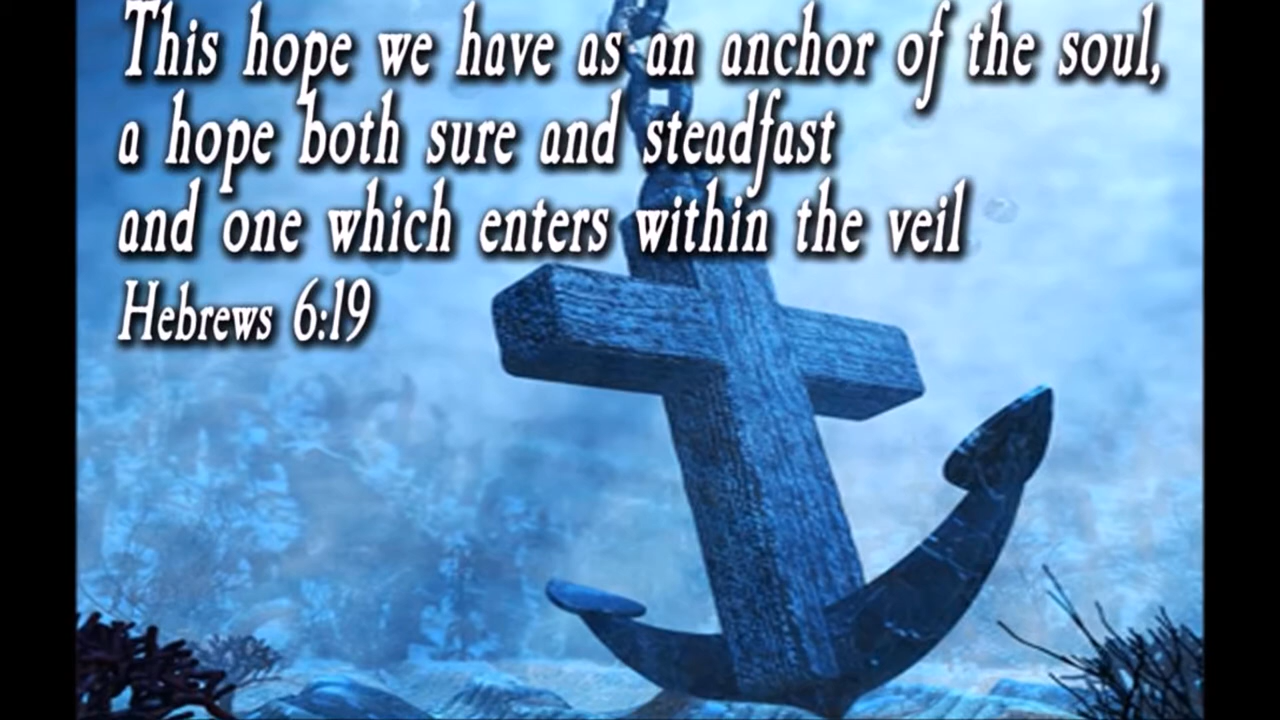 This hope we have as an anchor of the soul,
a hope both sure and steadfast
and one which enters within the veil
Hebrews 6:19